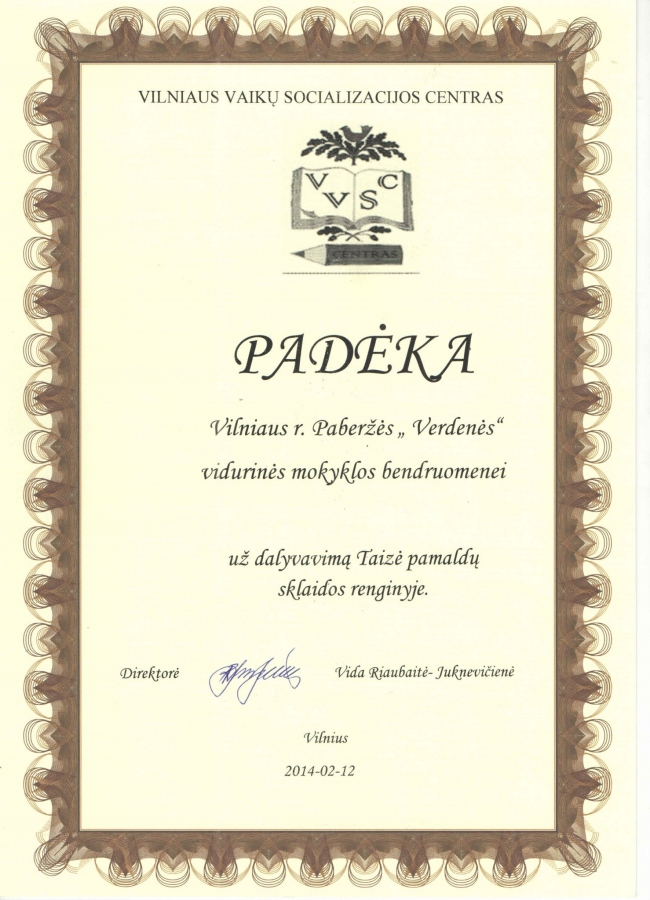 VILNIAUS VAIKŲ SOCIALIZACIJOS CENTRAS
V V S C
CENTRAS
PADĖKA
Vilniaus r. Paberžės „ Verdenės“
vidurinės mokyklos bendruomenei
už dalyvavimą Taizė pamaldų
sklaidos renginyje.
Direktorė Vida Riaubaitė- Juknevičienė
Vilnius
2014-02-12